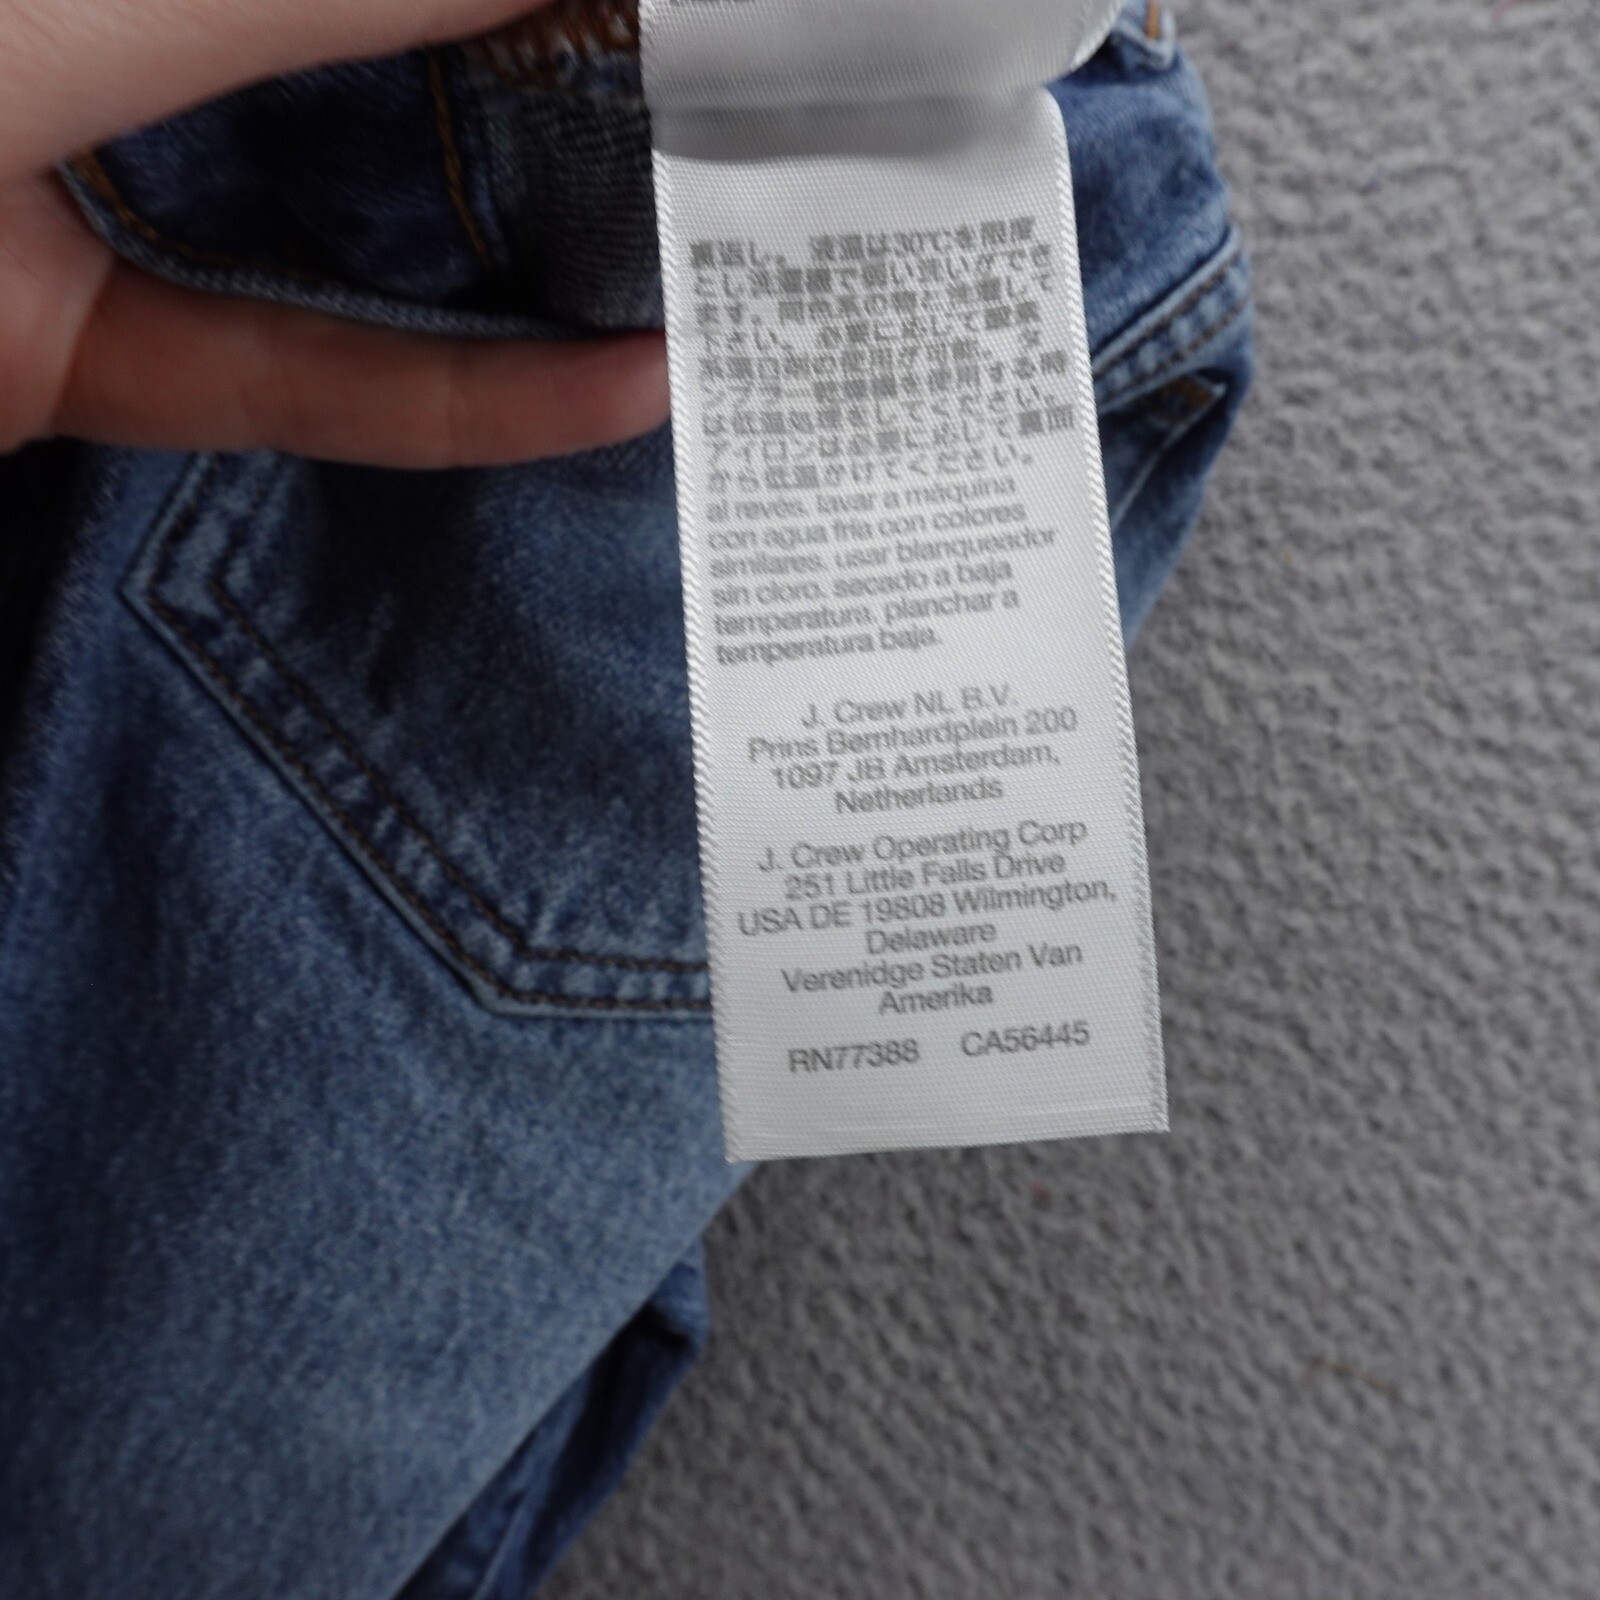 裏返し。 液温は30℃を限度
とし洗濯機で弱い洗いができ
ます。同色系の物と洗濯して
下さい。必要に応じて酸素
系漂白剤の使用が可能。タ
ンブラー乾燥機を使用する時
は低温処理をしてください。
アイロンは必要に応じて裏面
から低温かけてください。
al revés. lavar a máquina
con agua fría con colores
similares. usar blanqueador
sin cloro. secado a baja
temperatura. planchar a
temperatura baja.
J. Crew NL B.V.
Prins Bernhardplein 200
1097 JB Amsterdam,
Netherlands
J. Crew Operating Corp
251 Little Falls Drive
USA DE 19808 Wilmington,
Delaware
Verenidge Staten Van
Amerika
RN77388 CA56445